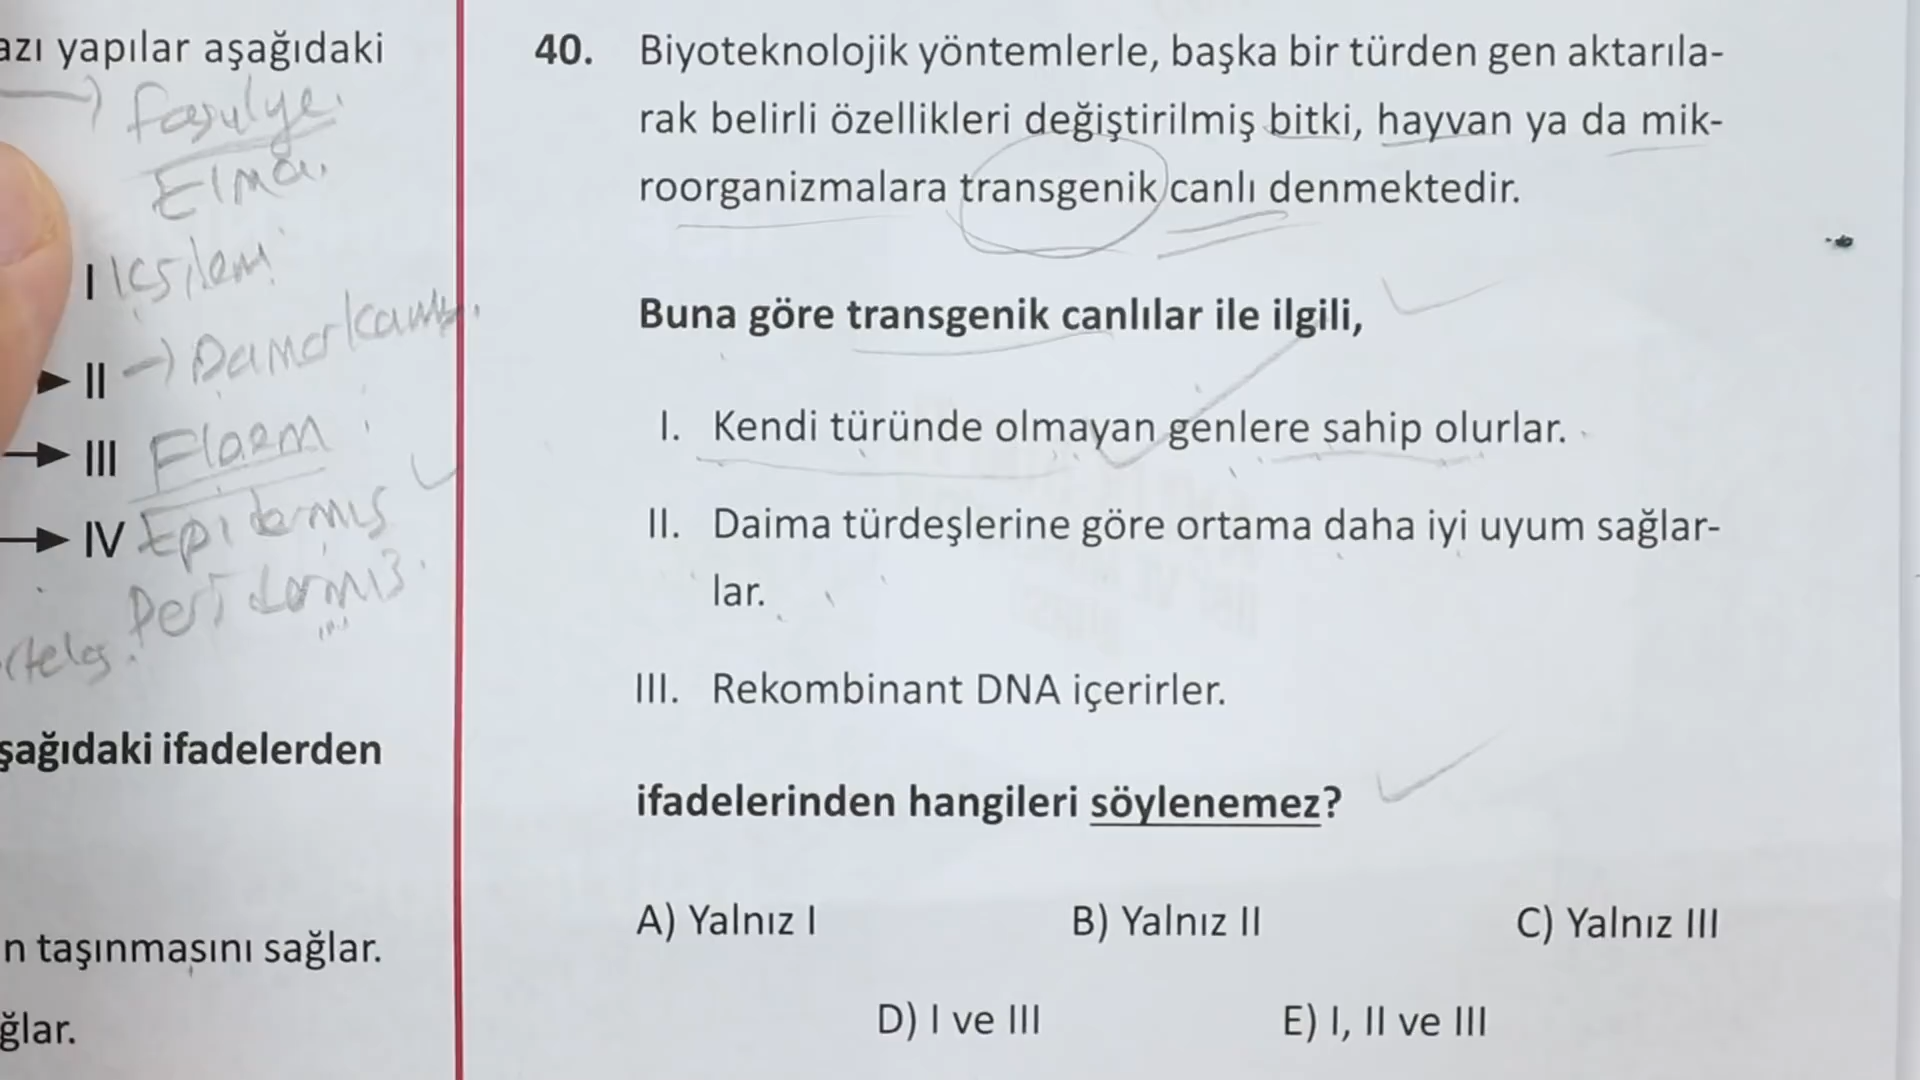 azı yapılar aşağıdaki
fasulye.
Elma.
I
II → Damarkambi.
III Floem
IV Epidermis
Peridermis.
şağıdaki ifadelerden
n taşınmasını sağlar.
ğlar.
40. Biyoteknolojik yöntemlerle, başka bir türden gen aktarıla-
rak belirli özellikleri değiştirilmiş bitki, hayvan ya da mik-
roorganizmalara transgenik canlı denmektedir.
Buna göre transgenik canlılar ile ilgili,
I. Kendi türünde olmayan genlere sahip olurlar.
II. Daima türdeşlerine göre ortama daha iyi uyum sağlar-
lar.
III. Rekombinant DNA içerirler.
ifadelerinden hangileri söylenemez?
A) Yalnız I B) Yalnız II C) Yalnız III
D) I ve III E) I, II ve III